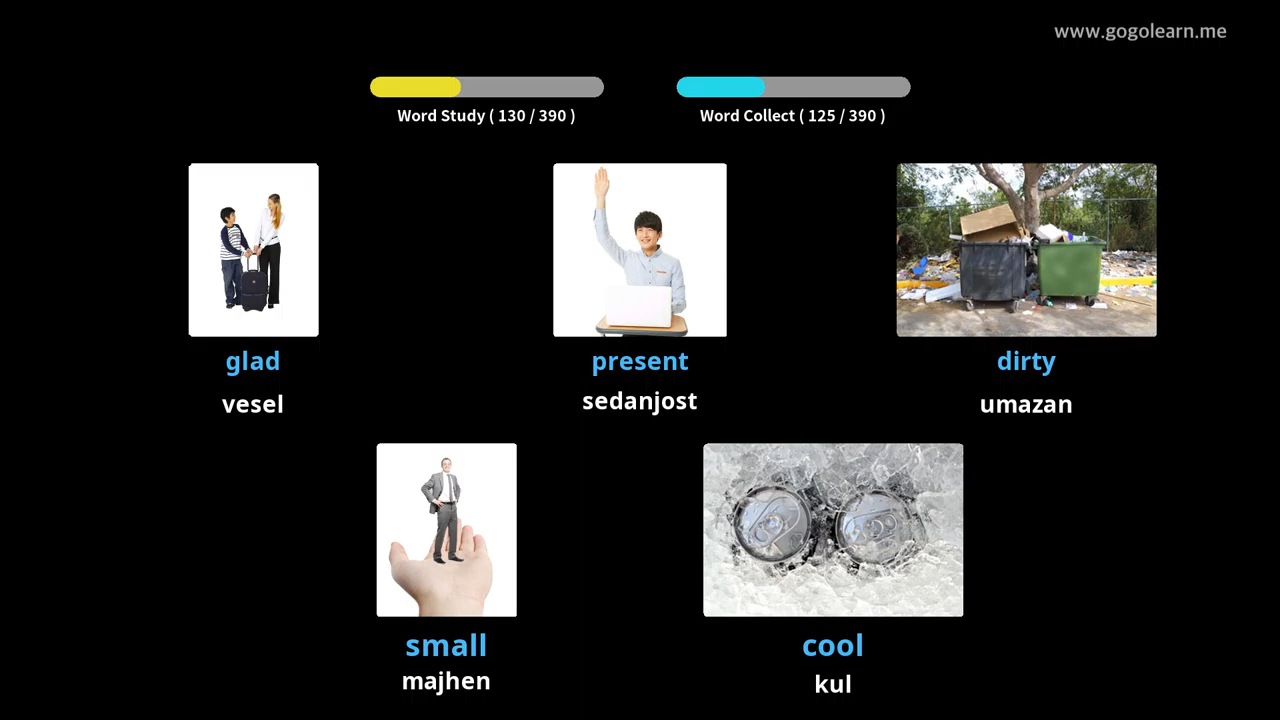 www.gogolearn.me
Word Study ( 130 / 390 )
Word Collect ( 125 / 390 )
glad
present
dirty
vesel
sedanjost
umazan
small
cool
majhen
kul